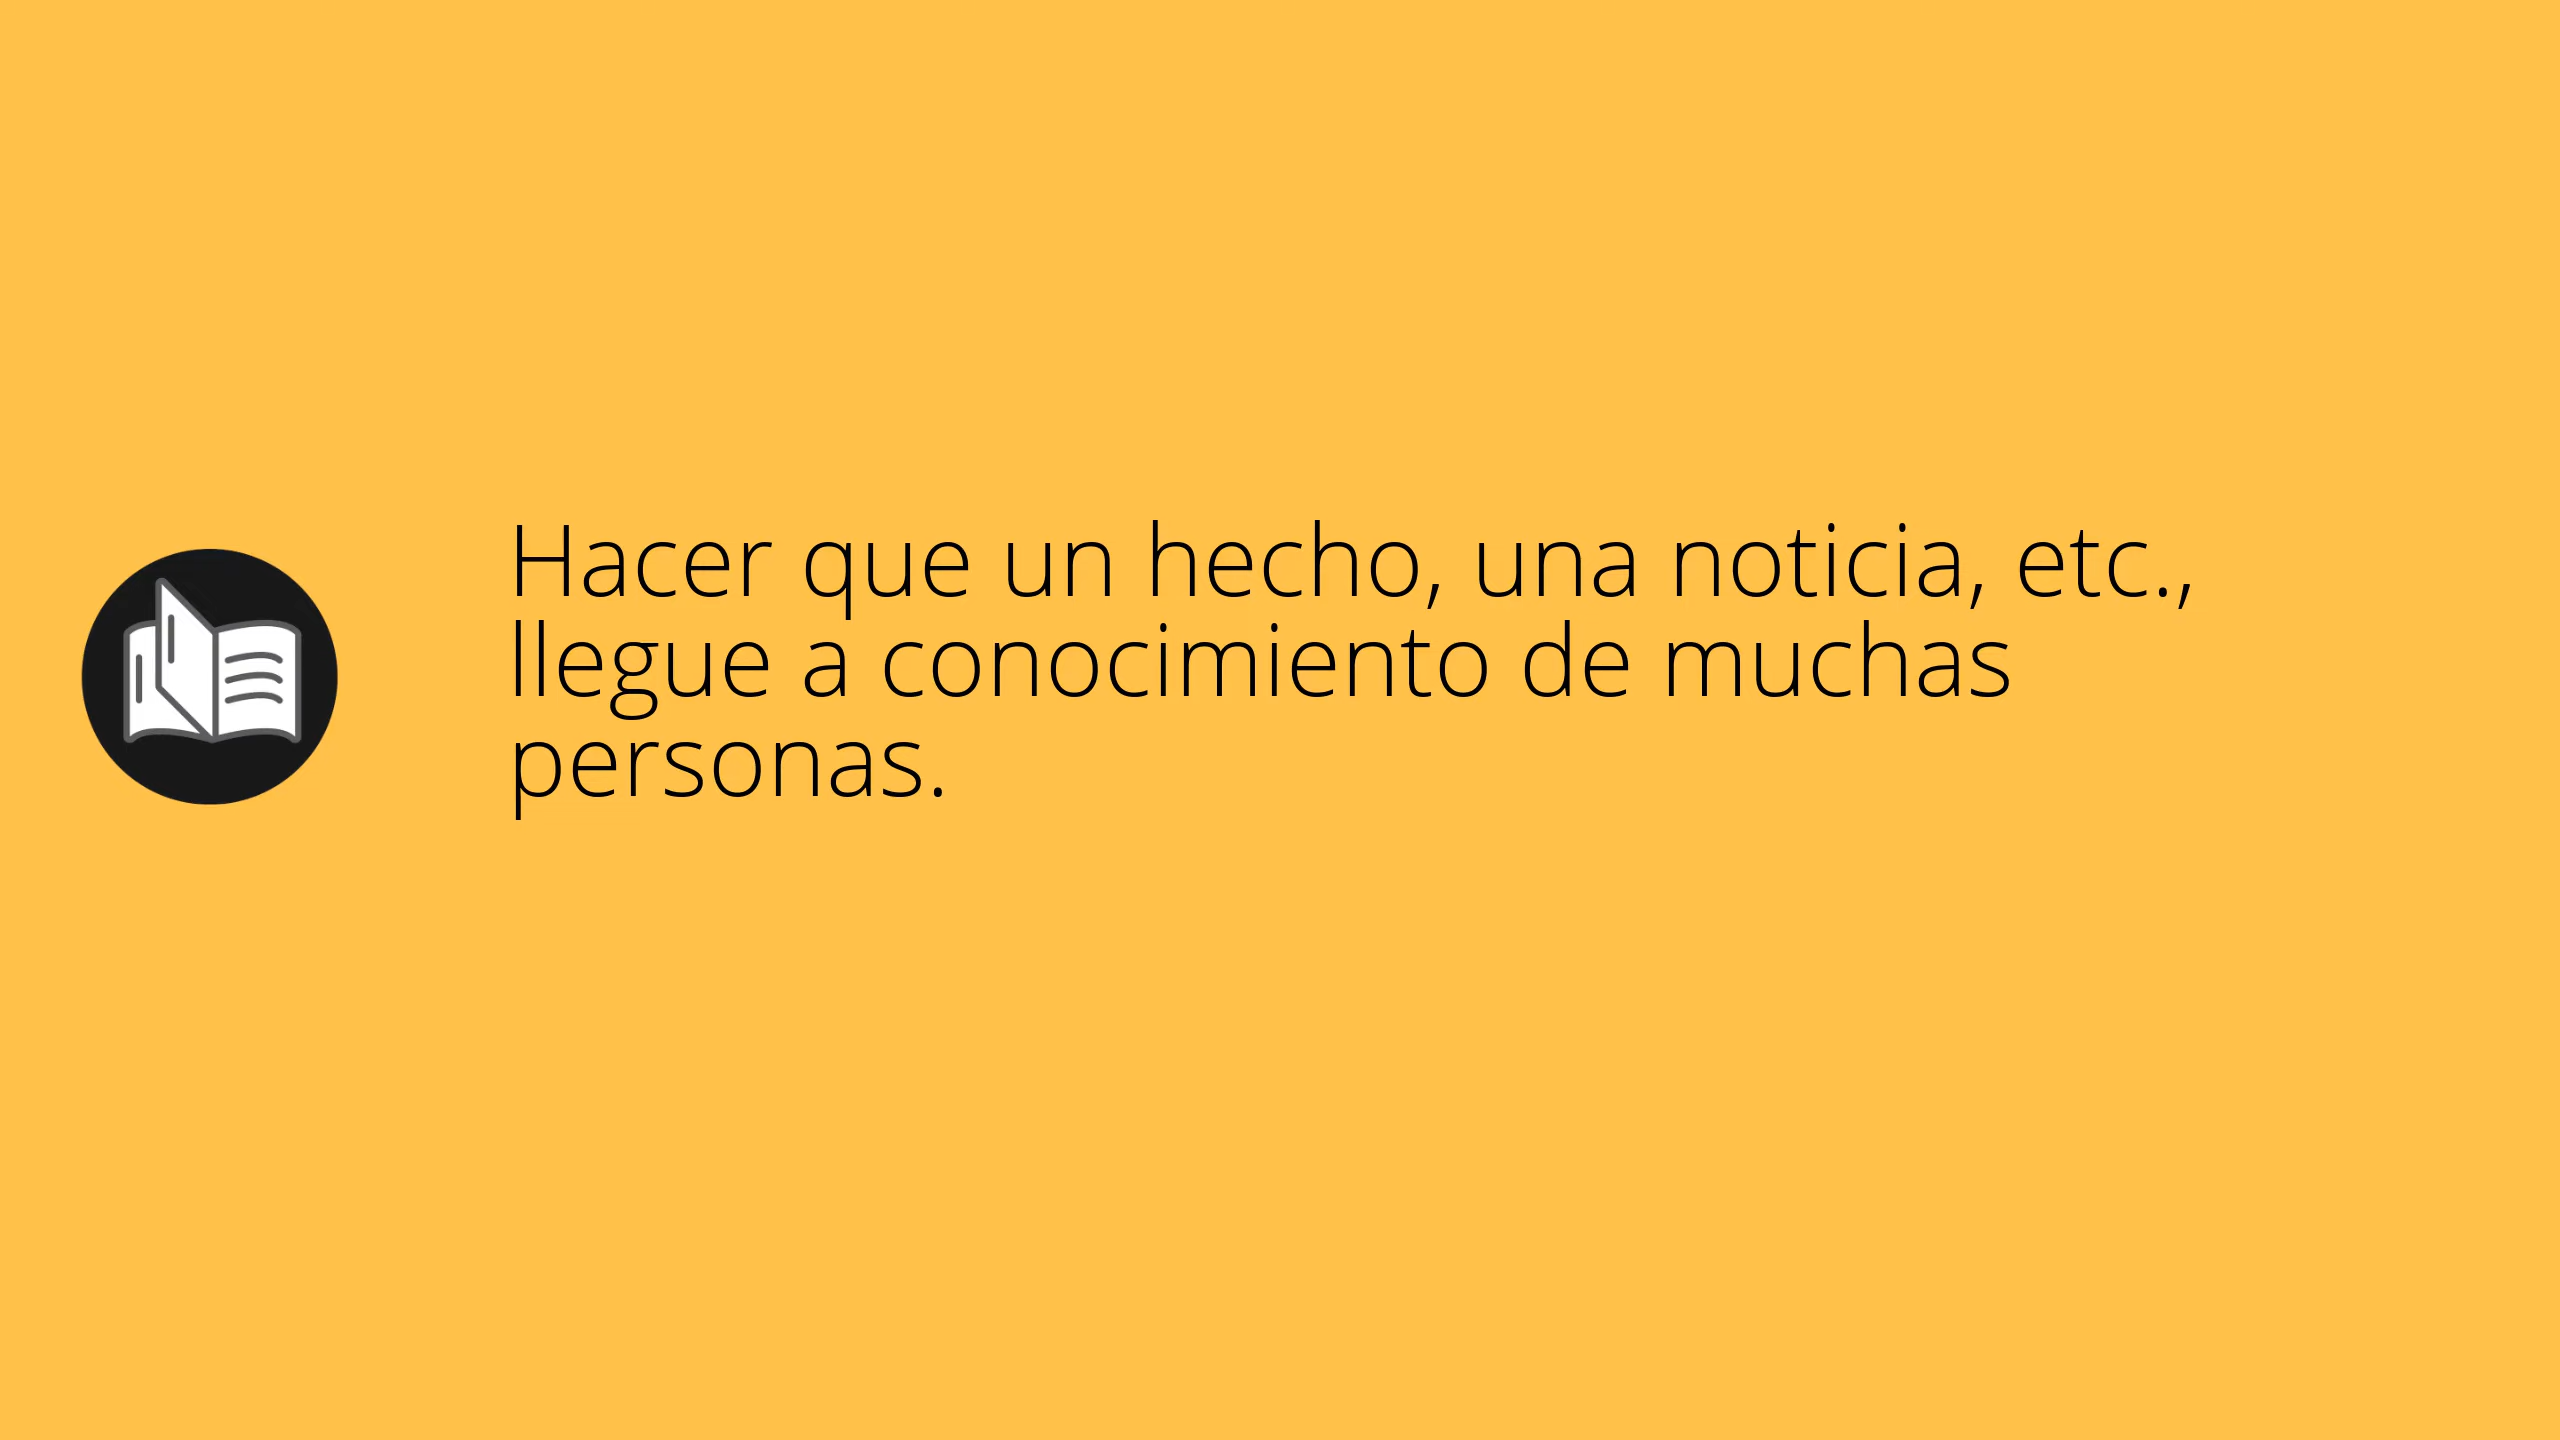 Hacer que un hecho, una noticia, etc.,
llegue a conocimiento de muchas
personas.